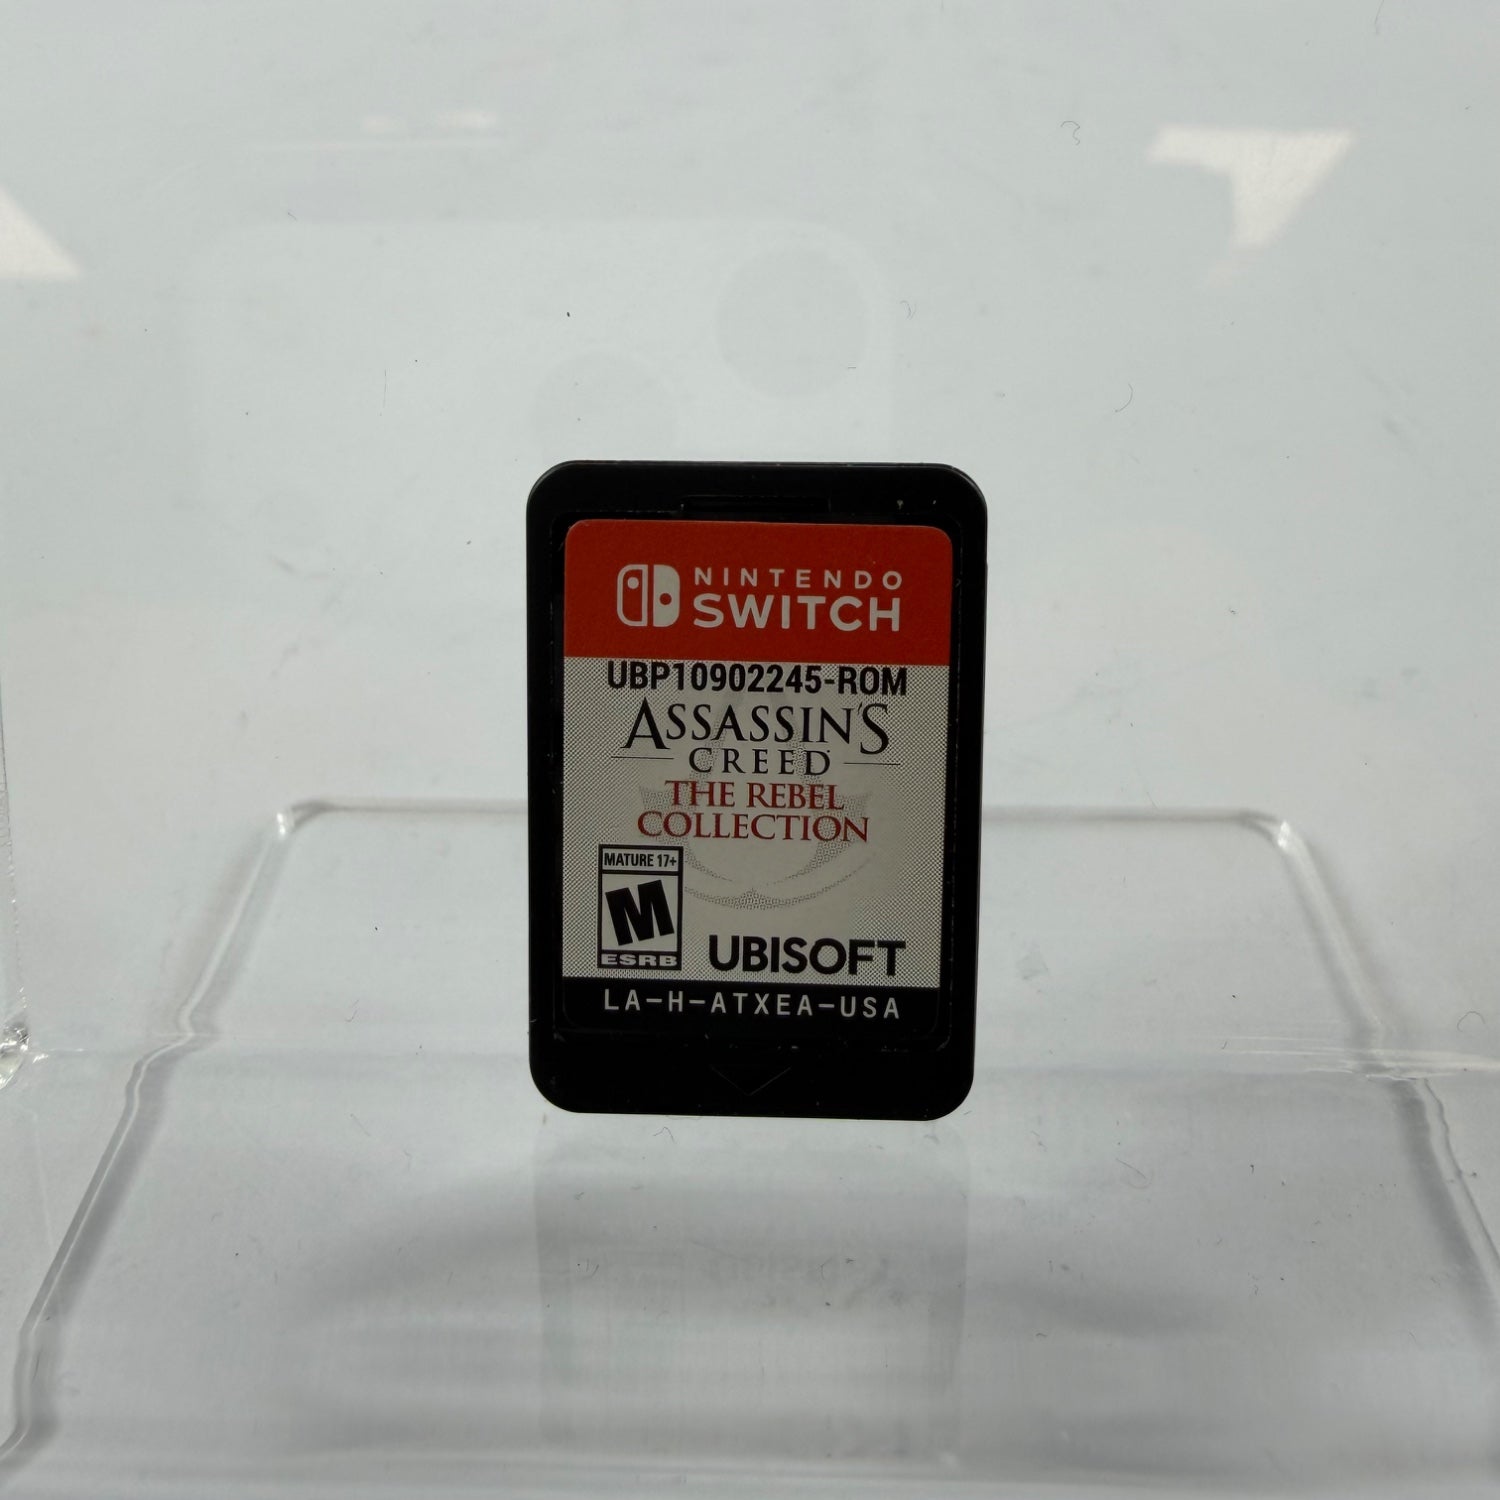 NINTENDO
SWITCH
UBP10902245-ROM
ASSASSIN'S
CREED
THE REBEL
COLLECTION
MATURE 17+
M
ESRB
UBISOFT
LA-H-ATXEA-USA